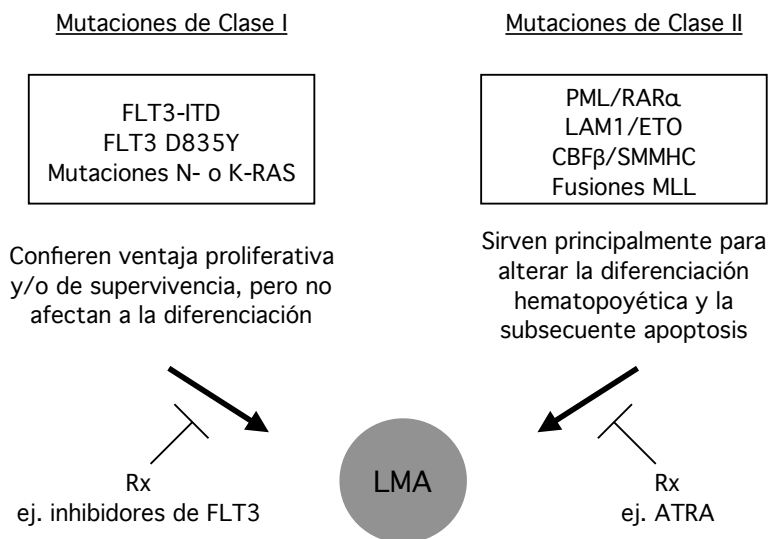 Mutaciones de Clase I
FLT3-ITD
FLT3 D835Y
Mutaciones N- o K-RAS
Confieren ventaja proliferativa
y/o de supervivencia, pero no
afectan a la diferenciación
Rx
ej. inhibidores de FLT3
Mutaciones de Clase II
PML/RARα
LAM1/ETO
CBFβ/SMMHC
Fusiones MLL
Sirven principalmente para
alterar la diferenciación
hematopoyética y la
subsecuente apoptosis
Rx
ej. ATRA
LMA